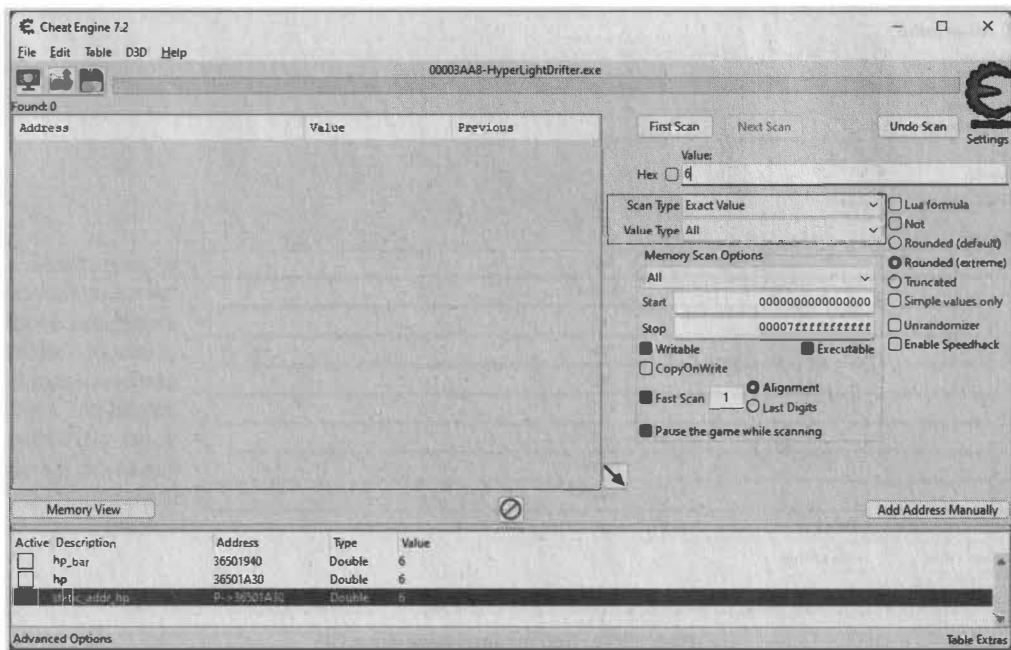 Cheat Engine 7.2
File Edit Table D3D Help
00003AA8-HyperLightDrifter.exe
Found: 0
Address Value Previous
First Scan Next Scan Undo Scan
Settings
Value:
Hex 6
Scan Type Exact Value
Value Type All
Lua formula
Not
Rounded (default)
Rounded (extreme)
Truncated
Simple values only
Unrandomizer
Enable Speedhack
Memory Scan Options
All
Start 0000000000000000
Stop 00007fffffffffff
Writable Executable
CopyOnWrite
Fast Scan 1 Alignment
Last Digits
Pause the game while scanning
Memory View Add Address Manually
Active Description Address Type Value
hp_bar 36501940 Double 6
hp 36501A30 Double 6
static_addr_hp P->36501A30 Double 6
Advanced Options Table Extras